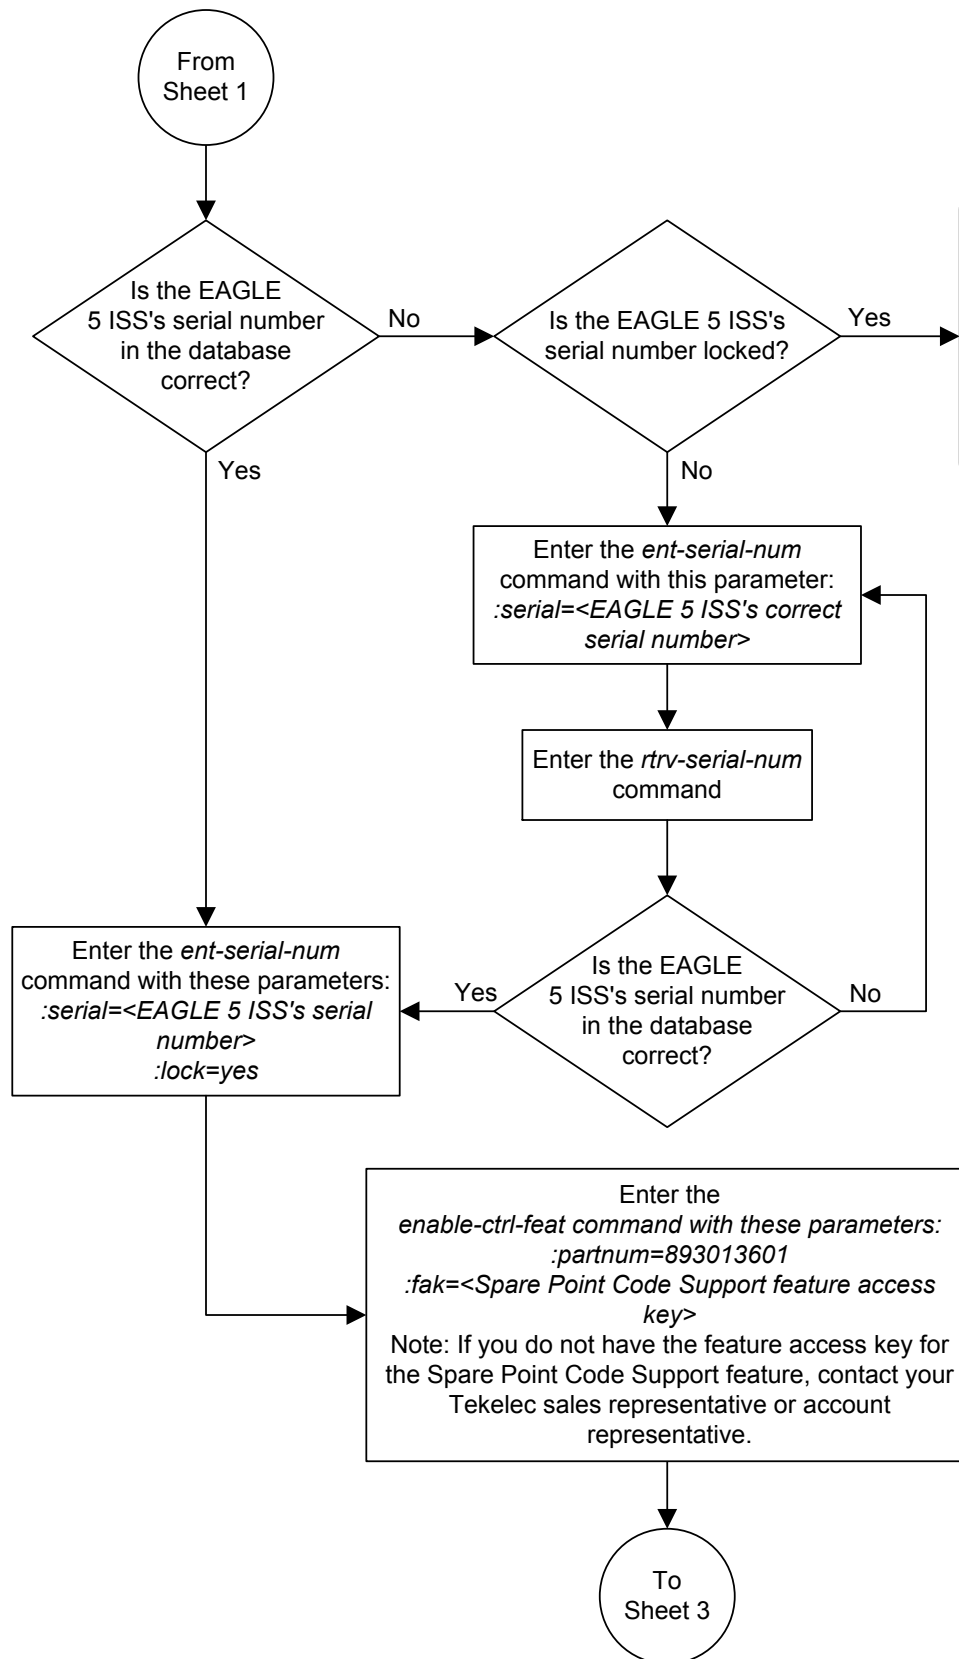 From
Sheet 1
Is the EAGLE
5 ISS's serial number
in the database
correct?
No
Is the EAGLE 5 ISS's
serial number locked?
Yes
Yes
No
Enter the ent-serial-num
command with this parameter:
:serial=<EAGLE 5 ISS's correct
serial number>
Enter the rtrv-serial-num
command
Enter the ent-serial-num
command with these parameters:
:serial=<EAGLE 5 ISS's serial
number>
:lock=yes
Yes
Is the EAGLE
5 ISS's serial number
in the database
correct?
No
Enter the
enable-ctrl-feat command with these parameters:
:partnum=893013601
:fak=<Spare Point Code Support feature access
key>
Note: If you do not have the feature access key for
the Spare Point Code Support feature, contact your
Tekelec sales representative or account
representative.
To
Sheet 3